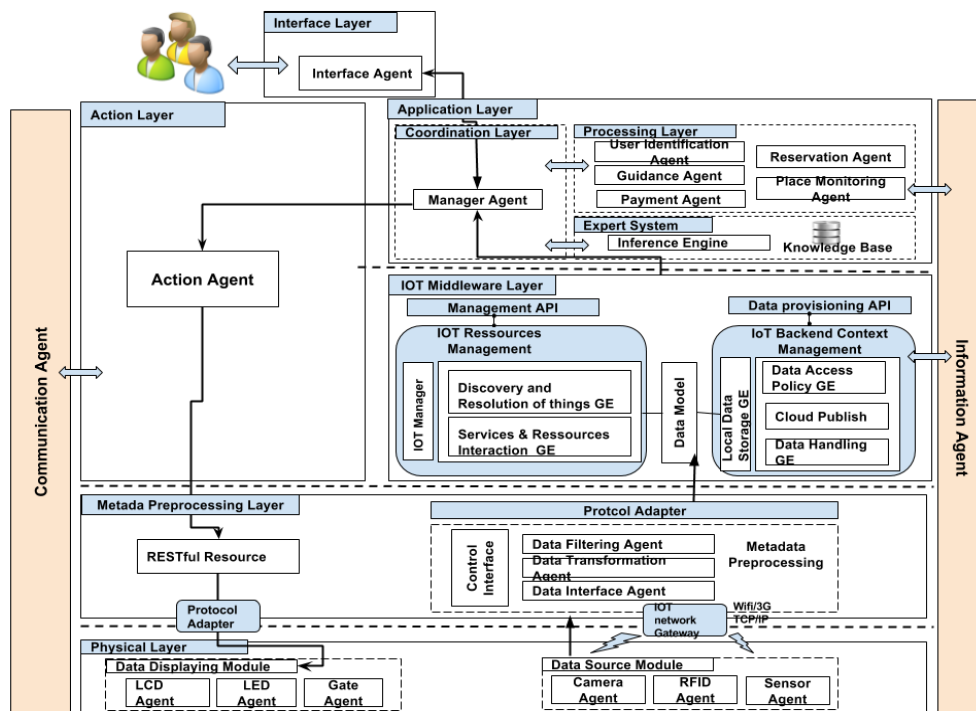 Interface Layer
Interface Agent
Action Layer
Application Layer
Coordination Layer
Processing Layer
User Identification
Agent
Reservation Agent
Guidance Agent
Place Monitoring
Agent
Payment Agent
Manager Agent
Expert System
Inference Engine
Knowledge Base
Action Agent
IOT Middleware Layer
Management API
Data provisioning API
IOT Ressources
Management
IoT Backend Context
Management
IOT Manager
Discovery and
Resolution of things GE
Services & Ressources
Interaction GE
Data Model
Local Data
Storage GE
Data Access
Policy GE
Cloud Publish
Data Handling
GE
Communication Agent
Information Agent
Metada Preprocessing Layer
Protcol Adapter
RESTful Resource
Control
Interface
Data Filtering Agent
Data Transformation
Agent
Data Interface Agent
Metadata
Preprocessing
Protocol
Adapter
IOT
network
Gateway
Wifi/3G
TCP/IP
Physical Layer
Data Displaying Module
LCD
Agent
LED
Agent
Gate
Agent
Data Source Module
Camera
Agent
RFID
Agent
Sensor
Agent